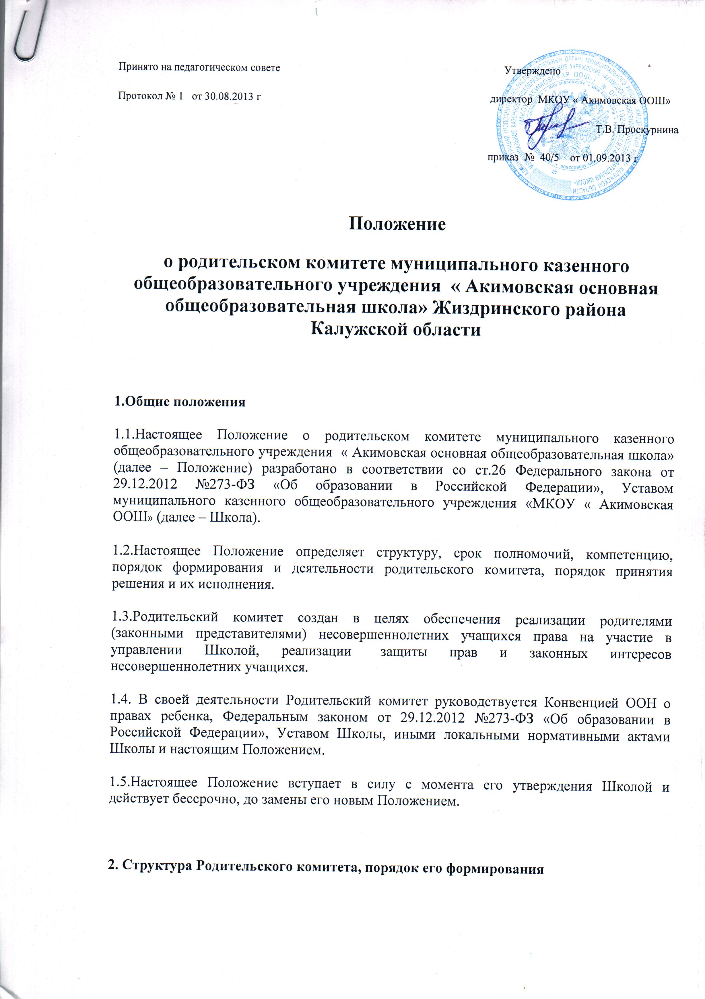 Принято на педагогическом совете
Утверждено
Протокол № 1 от 30.08.2013 г
директор МКОУ « Акимовская ООШ»
Т.В. Проскурнина
приказ № 40/5 от 01.09.2013 г
Положение
о родительском комитете муниципального казенного
общеобразовательного учреждения « Акимовская основная
общеобразовательная школа» Жиздринского района
Калужской области
1.Общие положения
1.1.Настоящее Положение о родительском комитете муниципального казенного
общеобразовательного учреждения « Акимовская основная общеобразовательная школа»
(далее – Положение) разработано в соответствии со ст.26 Федерального закона от
29.12.2012 №273-ФЗ «Об образовании в Российской Федерации», Уставом
муниципального казенного общеобразовательного учреждения «МКОУ « Акимовская
ООШ» (далее – Школа).
1.2.Настоящее Положение определяет структуру, срок полномочий, компетенцию,
порядок формирования и деятельности родительского комитета, порядок принятия
решения и их исполнения.
1.3.Родительский комитет создан в целях обеспечения реализации родителями
(законными представителями) несовершеннолетних учащихся права на участие в
управлении Школой, реализации защиты прав и законных интересов
несовершеннолетних учащихся.
1.4. В своей деятельности Родительский комитет руководствуется Конвенцией ООН о
правах ребенка, Федеральным законом от 29.12.2012 №273-ФЗ «Об образовании в
Российской Федерации», Уставом Школы, иными локальными нормативными актами
Школы и настоящим Положением.
1.5.Настоящее Положение вступает в силу с момента его утверждения Школой и
действует бессрочно, до замены его новым Положением.
2. Структура Родительского комитета, порядок его формирования